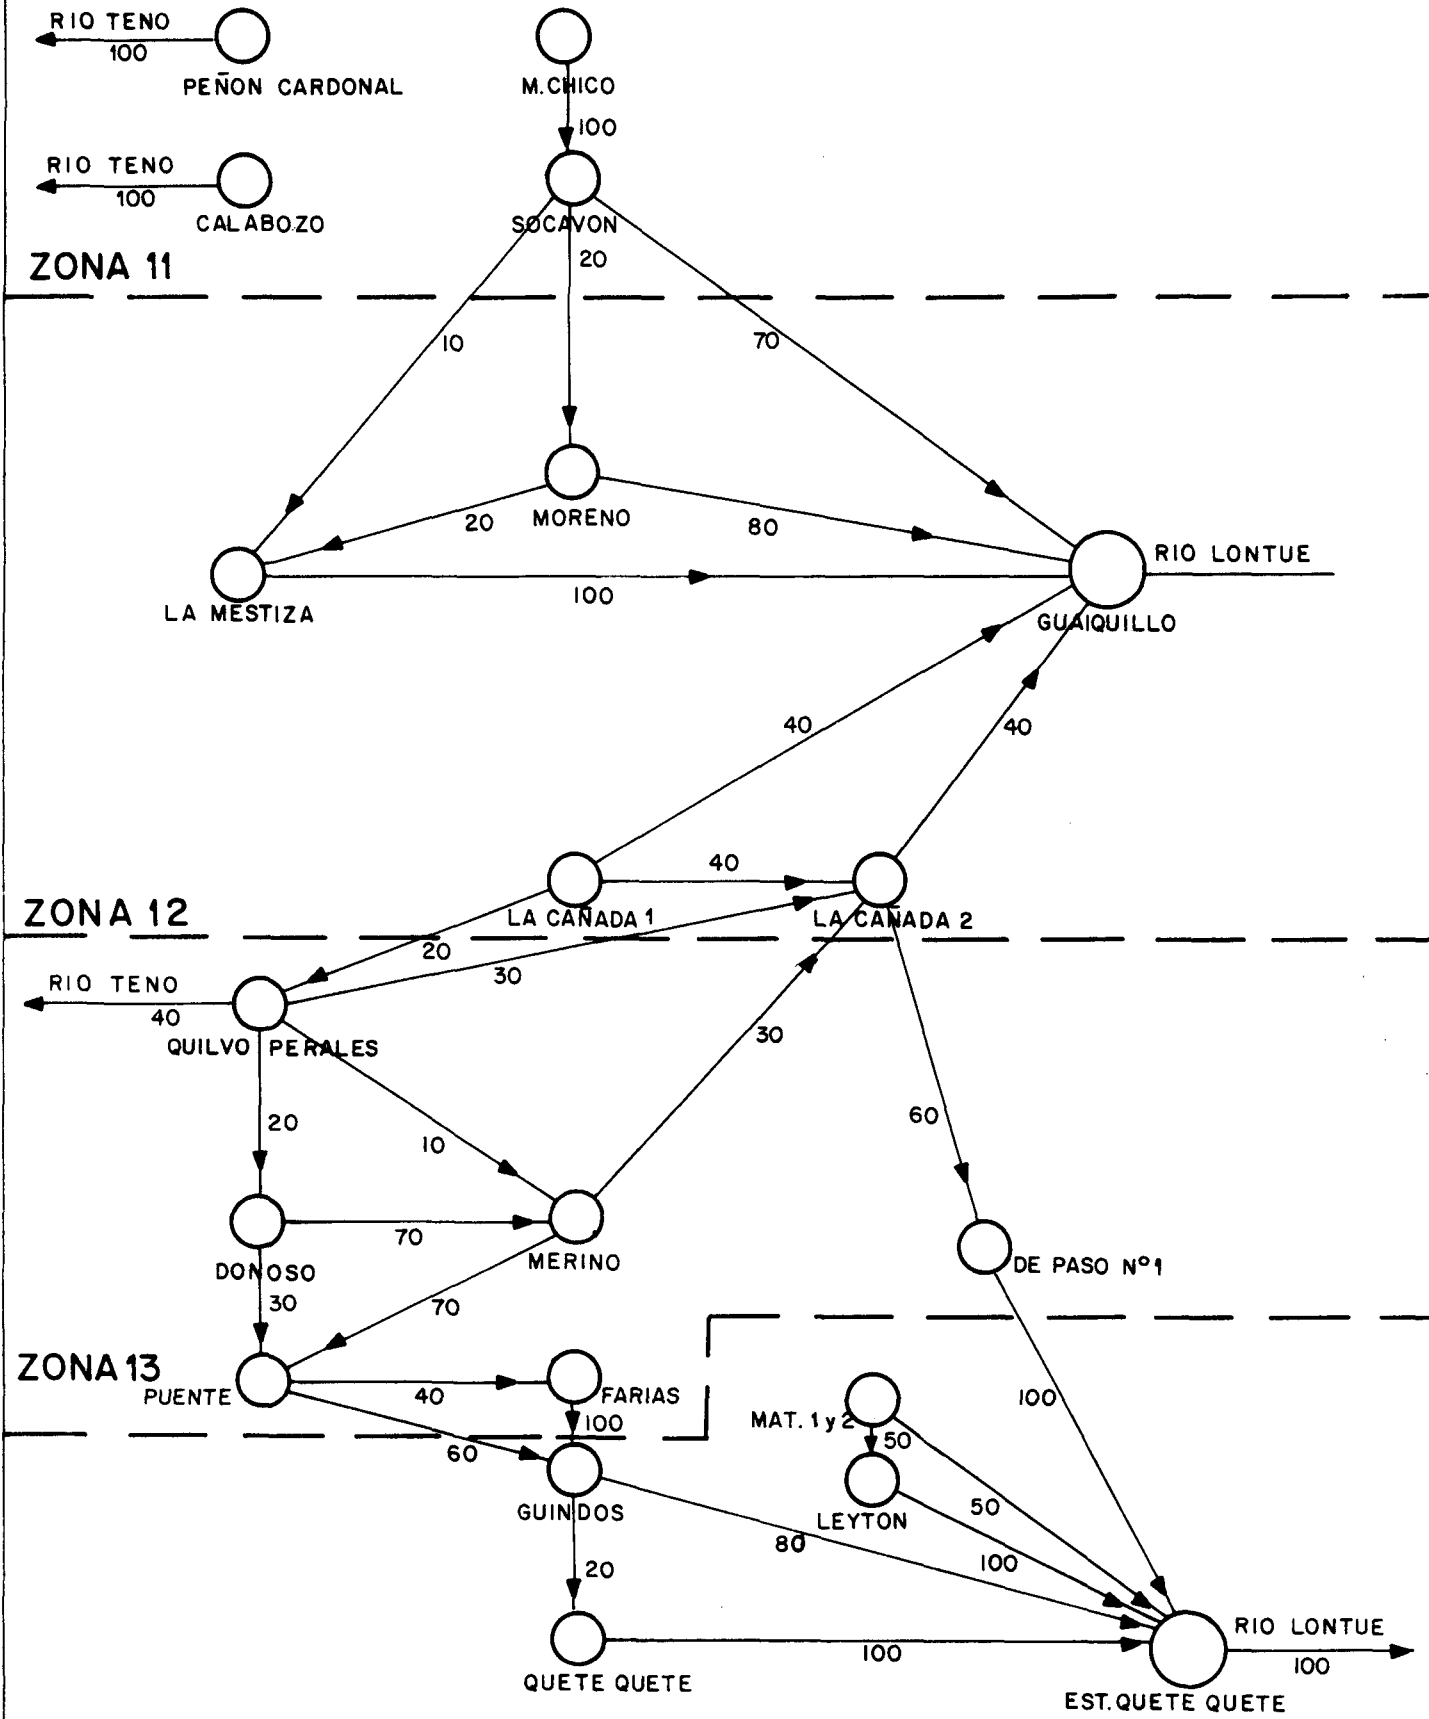 RIO TENO
100
PEÑON CARDONAL
M.CHICO
100
RIO TENO
100
CALABOZO
SOCAVON
20
ZONA 11
10
70
MORENO
20
80
LA MESTIZA
100
RIO LONTUE
GUAIQUILLO
40
40
40
LA CAÑADA 1
LA CAÑADA 2
ZONA 12
20
30
RIO TENO
40
QUILVO PERALES
30
20
10
60
DONOSO
70
MERINO
DE PASO Nº1
30
70
ZONA 13
PUENTE
40
FARIAS
100
MAT. 1 y 2
50
100
60
GUINDOS
LEYTON
50
80
100
20
QUETE QUETE
100
RIO LONTUE
100
EST. QUETE QUETE